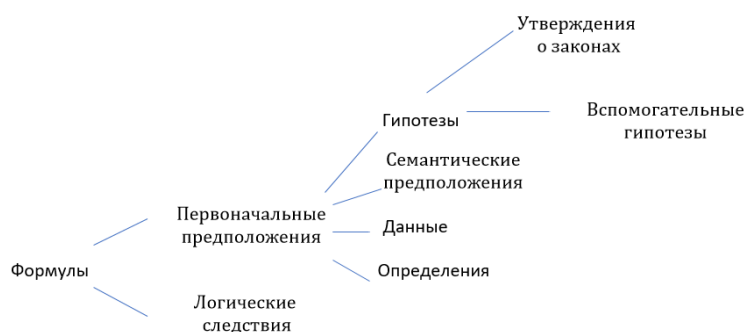 Утверждения
о законах
Вспомогательные
гипотезы
Гипотезы
Семантические
предположения
Первоначальные
предположения
Данные
Определения
Формулы
Логические
следствия